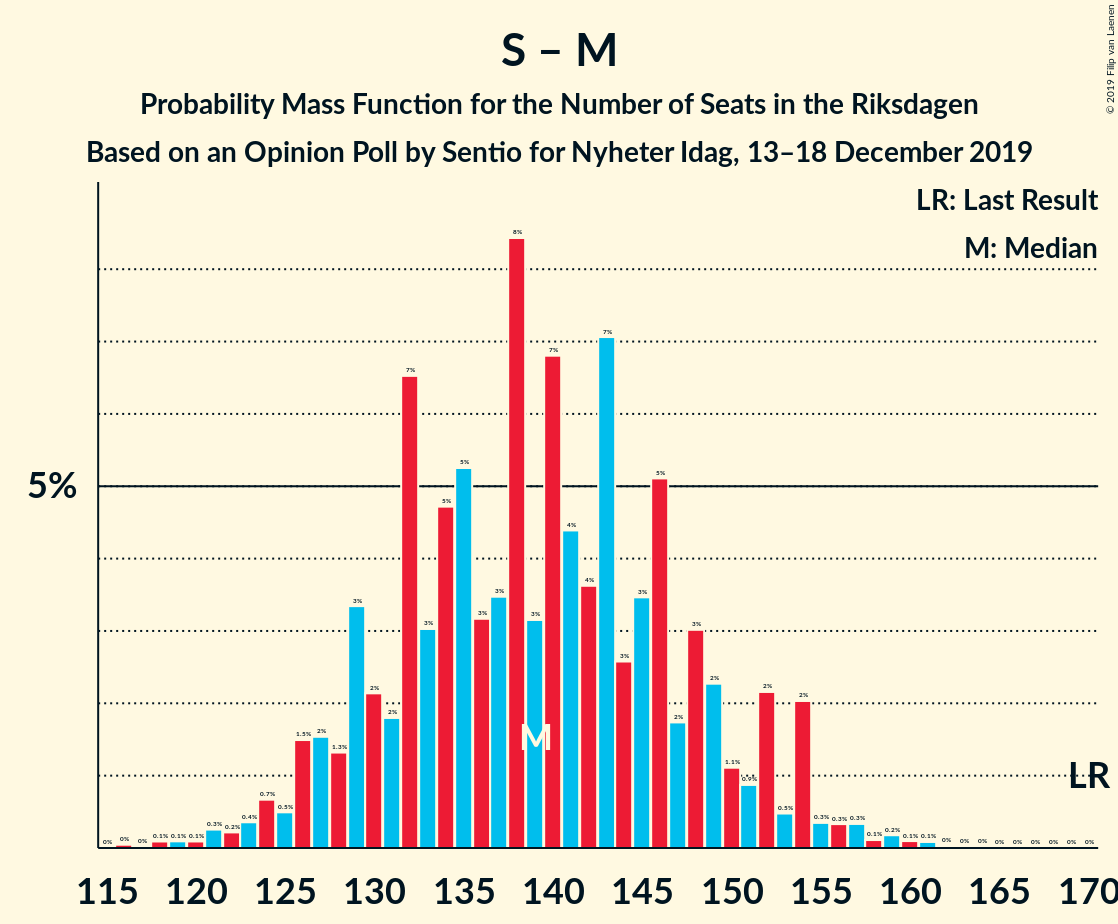 S – M
Probability Mass Function for the Number of Seats in the Riksdagen
Based on an Opinion Poll by Sentio for Nyheter Idag, 13–18 December 2019
© 2019 Filip van Laenen
LR: Last Result
M: Median
5%
0% 0% 0% 0.1% 0.1% 0.1% 0.3% 0.2% 0.4% 0.7% 0.5% 1.5% 2% 1.3% 3% 2% 2% 7% 3% 5% 5% 3% 3% 8% 3% 7% 4% 4% 7% 3% 3% 5% 2% 3% 2% 1.1% 0.9% 2% 0.5% 2% 0.3% 0.3% 0.3% 0.1% 0.2% 0.1% 0.1% 0% 0% 0% 0% 0% 0% 0% 0% 0%
M
LR
115 120 125 130 135 140 145 150 155 160 165 170